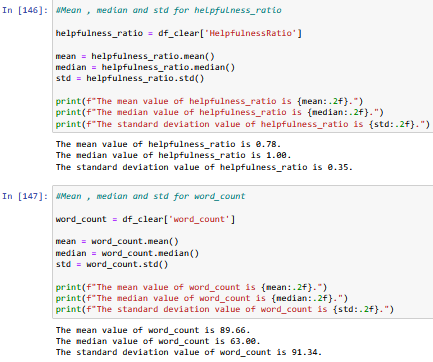 In [146]: #Mean , median and std for helpfulness_ratio
helpfulness_ratio = df_clear['HelpfulnessRatio']
mean = helpfulness_ratio.mean()
median = helpfulness_ratio.median()
std = helpfulness_ratio.std()
print(f"The mean value of helpfulness_ratio is {mean:.2f}.")
print(f"The median value of helpfulness_ratio is {median:.2f}.")
print(f"The standard deviation value of helpfulness_ratio is {std:.2f}.")
The mean value of helpfulness_ratio is 0.78.
The median value of helpfulness_ratio is 1.00.
The standard deviation value of helpfulness_ratio is 0.35.
In [147]: #Mean , median and std for word_count
word_count = df_clear['word_count']
mean = word_count.mean()
median = word_count.median()
std = word_count.std()
print(f"The mean value of word_count is {mean:.2f}.")
print(f"The median value of word_count is {median:.2f}.")
print(f"The standard deviation value of word_count is {std:.2f}.")
The mean value of word_count is 89.66.
The median value of word_count is 63.00.
The standard deviation value of word_count is 91.34.